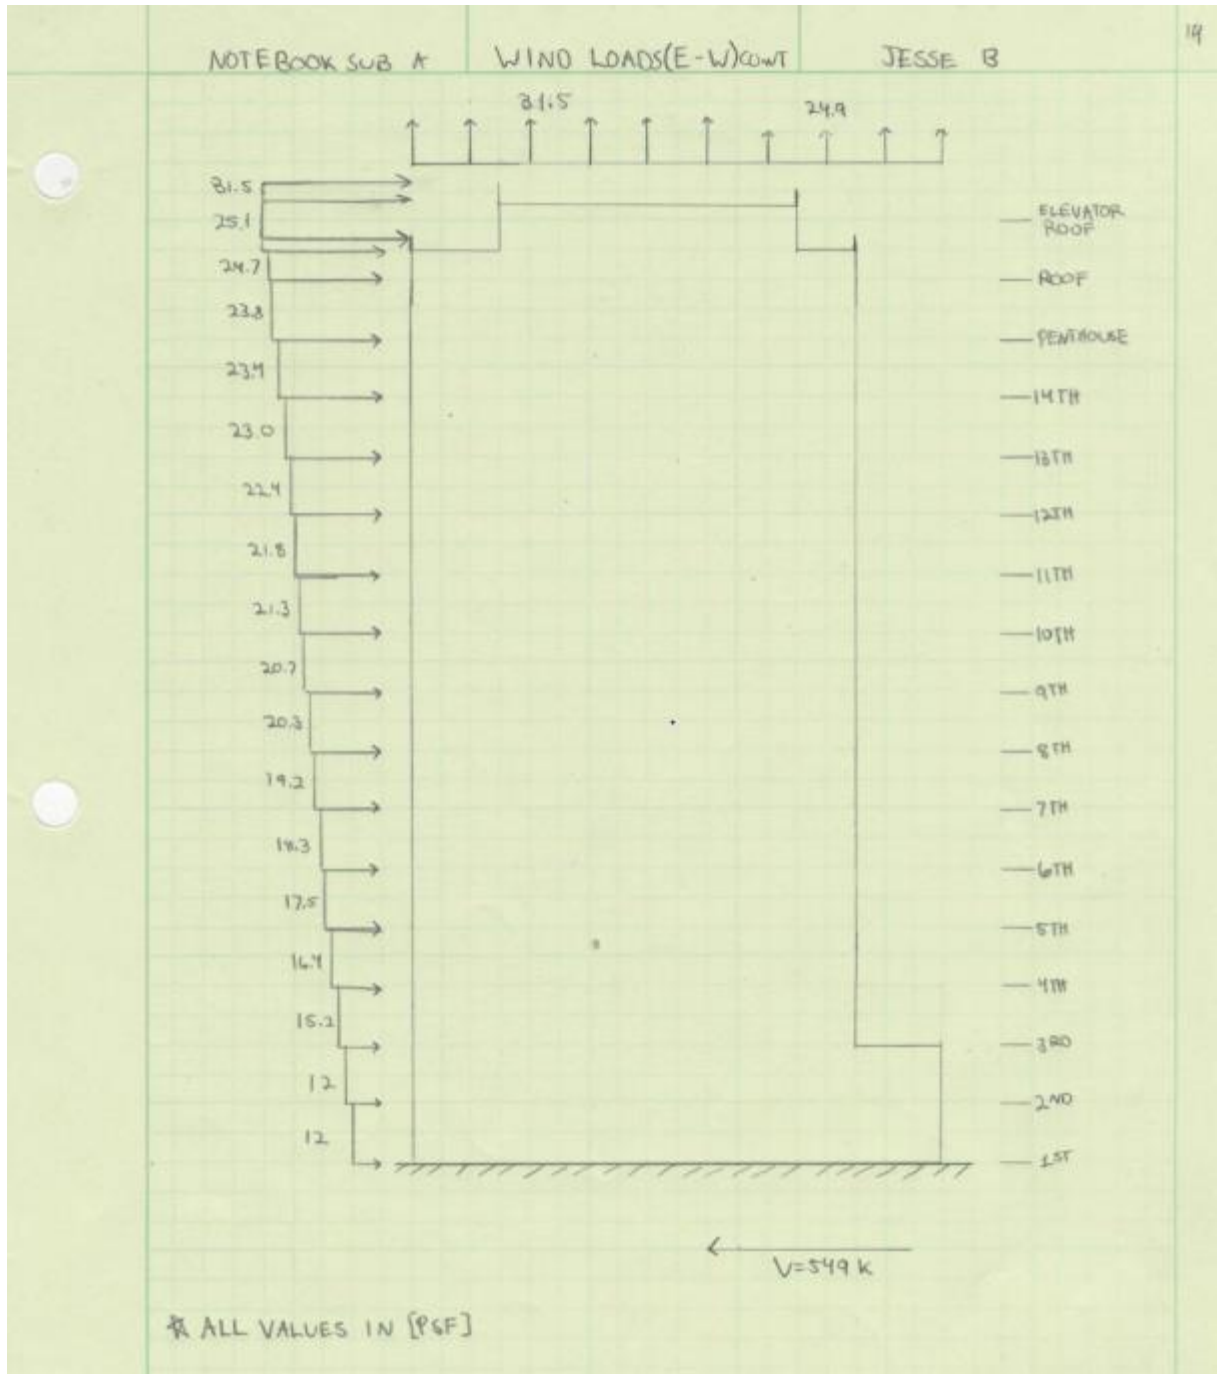 14
NOTEBOOK SUB A
WIND LOADS(E-W)CONT
JESSE B
31.5
24.9
31.5
25.1
24.7
23.8
23.4
23.0
22.4
21.8
21.3
20.7
20.3
19.2
18.3
17.5
16.4
15.2
12
12
ELEVATOR
ROOF
ROOF
PENTHOUSE
14TH
13TH
12TH
11TH
10TH
9TH
8TH
7TH
6TH
5TH
4TH
3RD
2ND
1ST
V=549 K
* ALL VALUES IN [PSF]